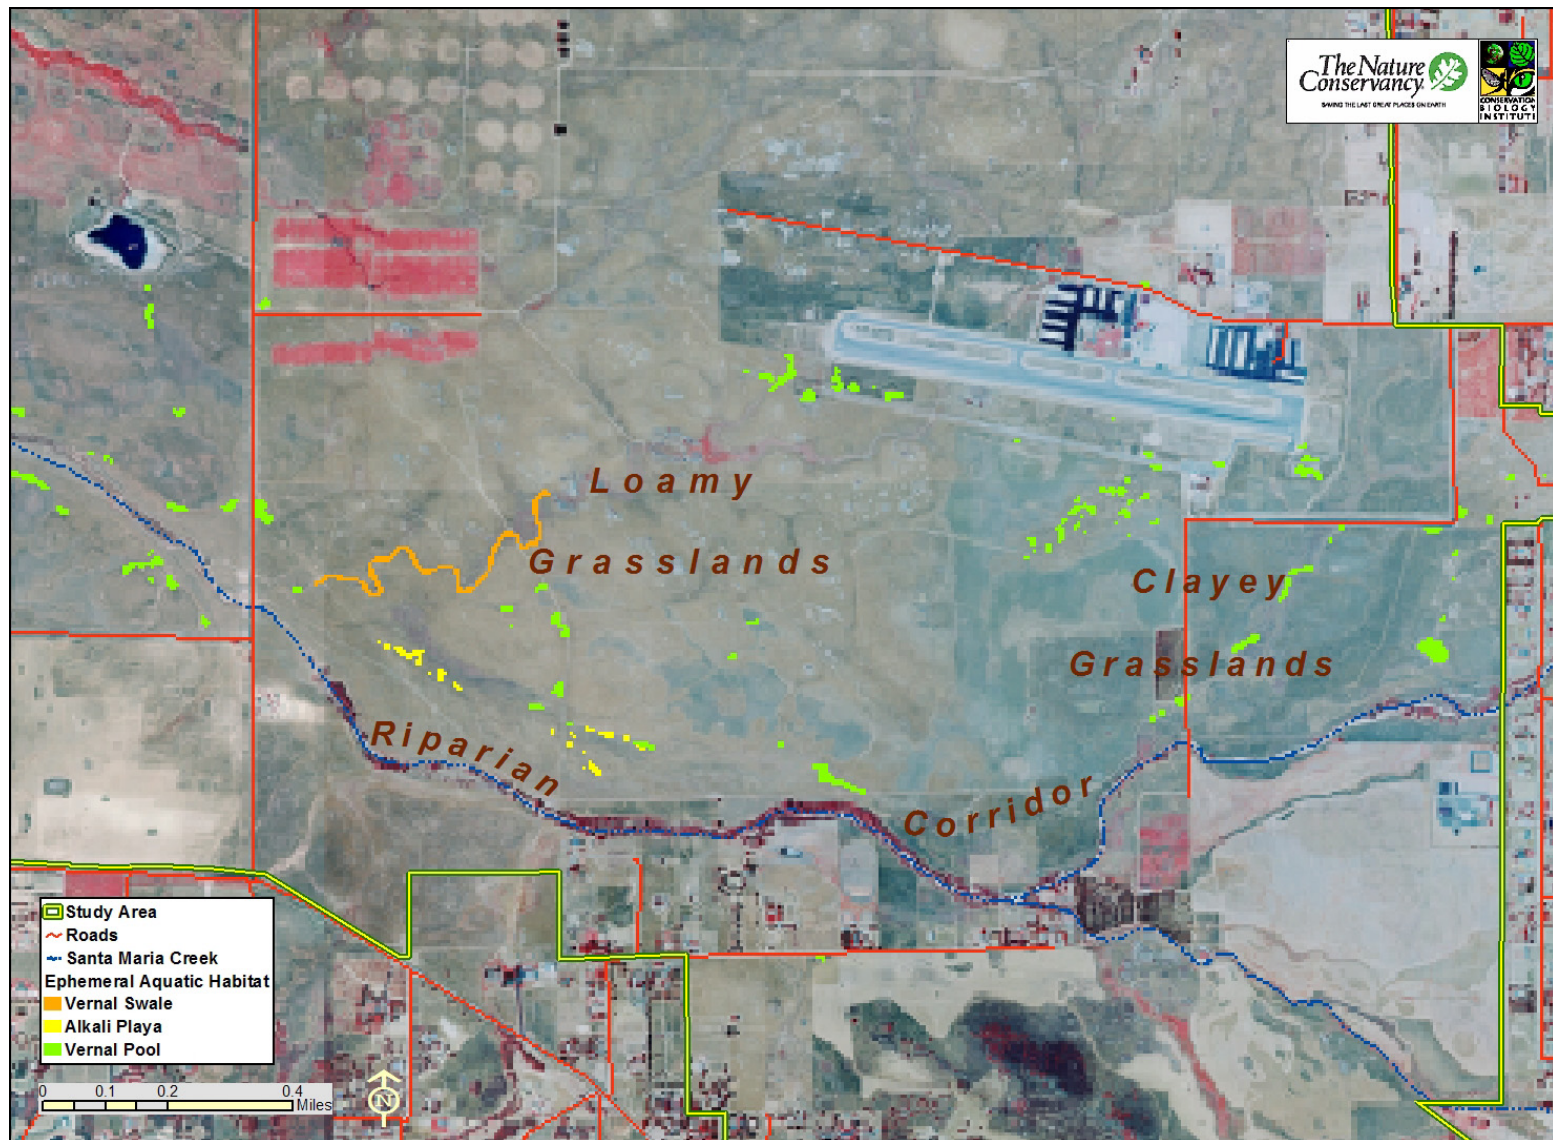 The Nature
Conservancy
SAVING THE LAST GREAT PLACES ON EARTH
CONSERVATION
BIOLOGY
INSTITUTE
Loamy
Grasslands
Clayey
Grasslands
Riparian
Corridor
Study Area
Roads
Santa Maria Creek
Ephemeral Aquatic Habitat
Vernal Swale
Alkali Playa
Vernal Pool
0 0.1 0.2 0.4
Miles
N